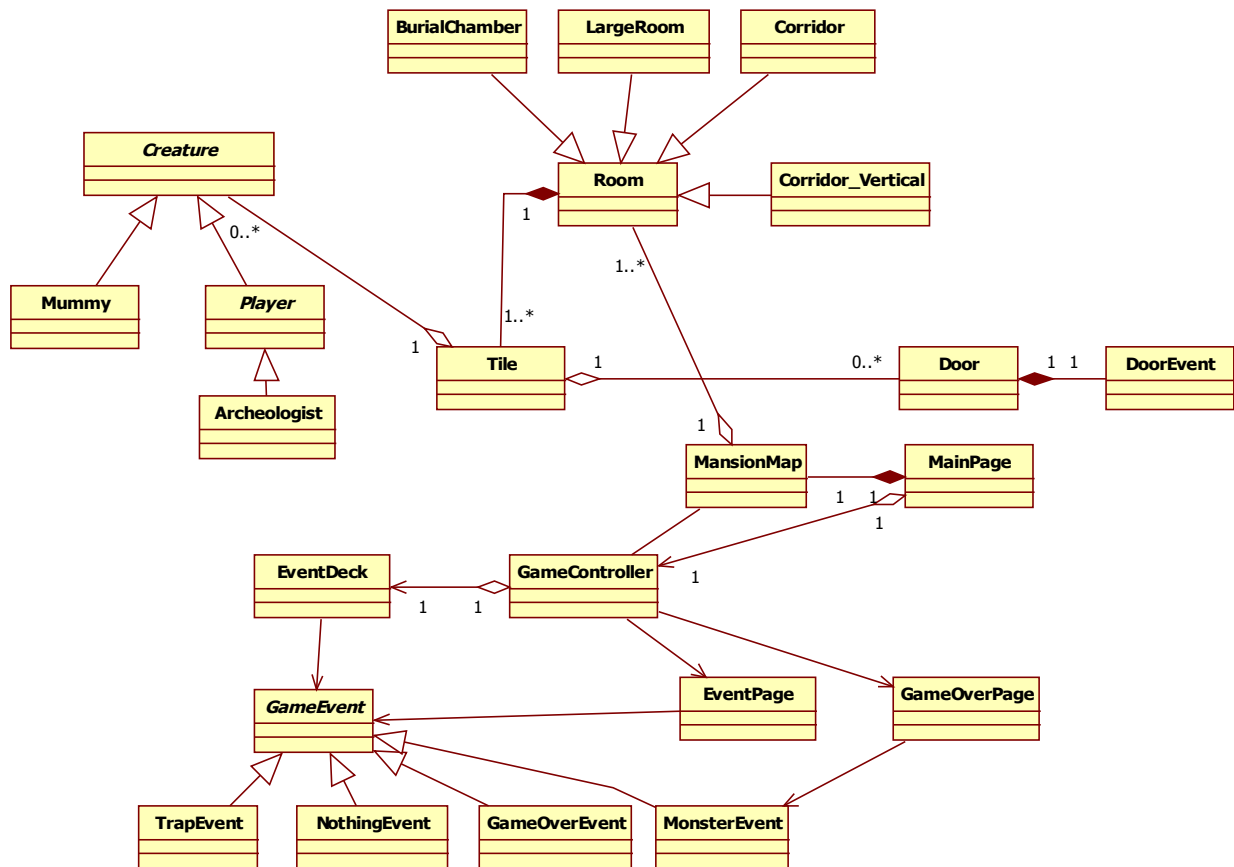 BurialChamber
LargeRoom
Corridor
Creature
Room
Corridor_Vertical
1
0..*
1..*
Mummy
Player
1..*
1
Tile
1
0..*
Door
1 1
DoorEvent
Archeologist
1
MansionMap
MainPage
1 1
1
EventDeck
GameController
1
1 1
GameEvent
EventPage
GameOverPage
TrapEvent
NothingEvent
GameOverEvent
MonsterEvent